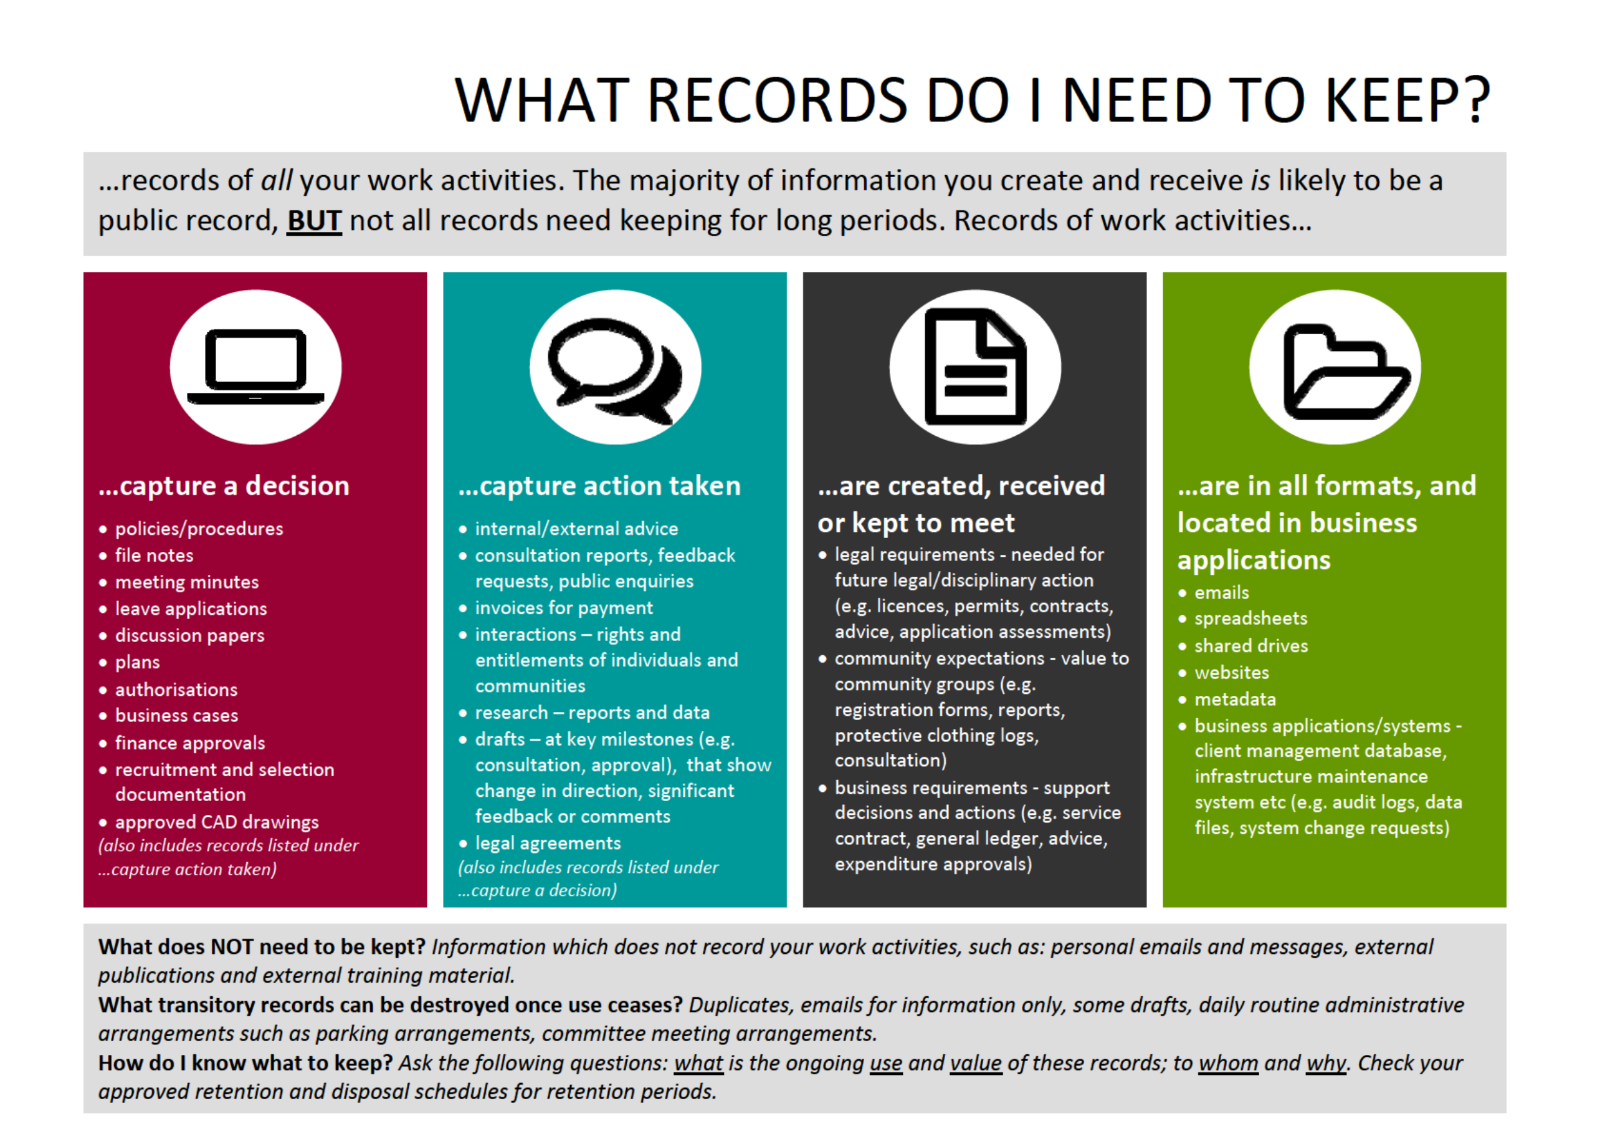 WHAT RECORDS DO I NEED TO KEEP?
...records of all your work activities. The majority of information you create and receive is likely to be a
public record, BUT not all records need keeping for long periods. Records of work activities...
...capture a decision
• policies/procedures
• file notes
• meeting minutes
• leave applications
• discussion papers
• plans
• authorisations
• business cases
• finance approvals
• recruitment and selection
documentation
• approved CAD drawings
(also includes records listed under
...capture action taken)
...capture action taken
• internal/external advice
• consultation reports, feedback
requests, public enquiries
• invoices for payment
• interactions – rights and
entitlements of individuals and
communities
• research – reports and data
• drafts – at key milestones (e.g.
consultation, approval), that show
change in direction, significant
feedback or comments
• legal agreements
(also includes records listed under
...capture a decision)
...are created, received
or kept to meet
• legal requirements - needed for
future legal/disciplinary action
(e.g. licences, permits, contracts,
advice, application assessments)
• community expectations - value to
community groups (e.g.
registration forms, reports,
protective clothing logs,
consultation)
• business requirements - support
decisions and actions (e.g. service
contract, general ledger, advice,
expenditure approvals)
...are in all formats, and
located in business
applications
• emails
• spreadsheets
• shared drives
• websites
• metadata
• business applications/systems -
client management database,
infrastructure maintenance
system etc (e.g. audit logs, data
files, system change requests)
What does NOT need to be kept? Information which does not record your work activities, such as: personal emails and messages, external
publications and external training material.
What transitory records can be destroyed once use ceases? Duplicates, emails for information only, some drafts, daily routine administrative
arrangements such as parking arrangements, committee meeting arrangements.
How do I know what to keep? Ask the following questions: what is the ongoing use and value of these records; to whom and why. Check your
approved retention and disposal schedules for retention periods.